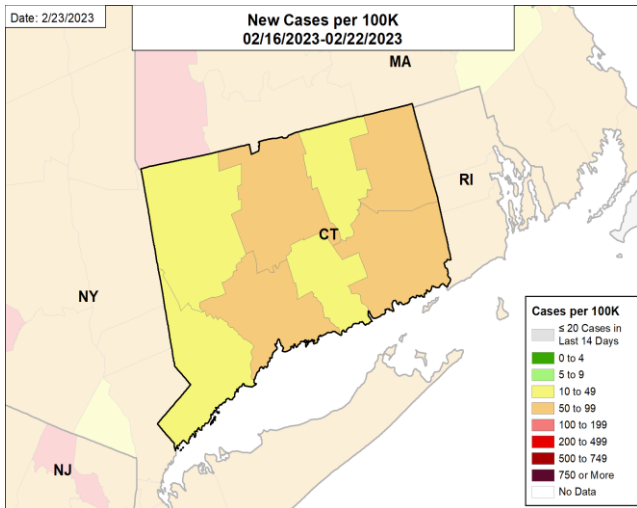 Date: 2/23/2023
New Cases per 100K
02/16/2023-02/22/2023
MA
RI
CT
NY
NJ
Cases per 100K
≤ 20 Cases in
Last 14 Days
0 to 4
5 to 9
10 to 49
50 to 99
100 to 199
200 to 499
500 to 749
750 or More
No Data